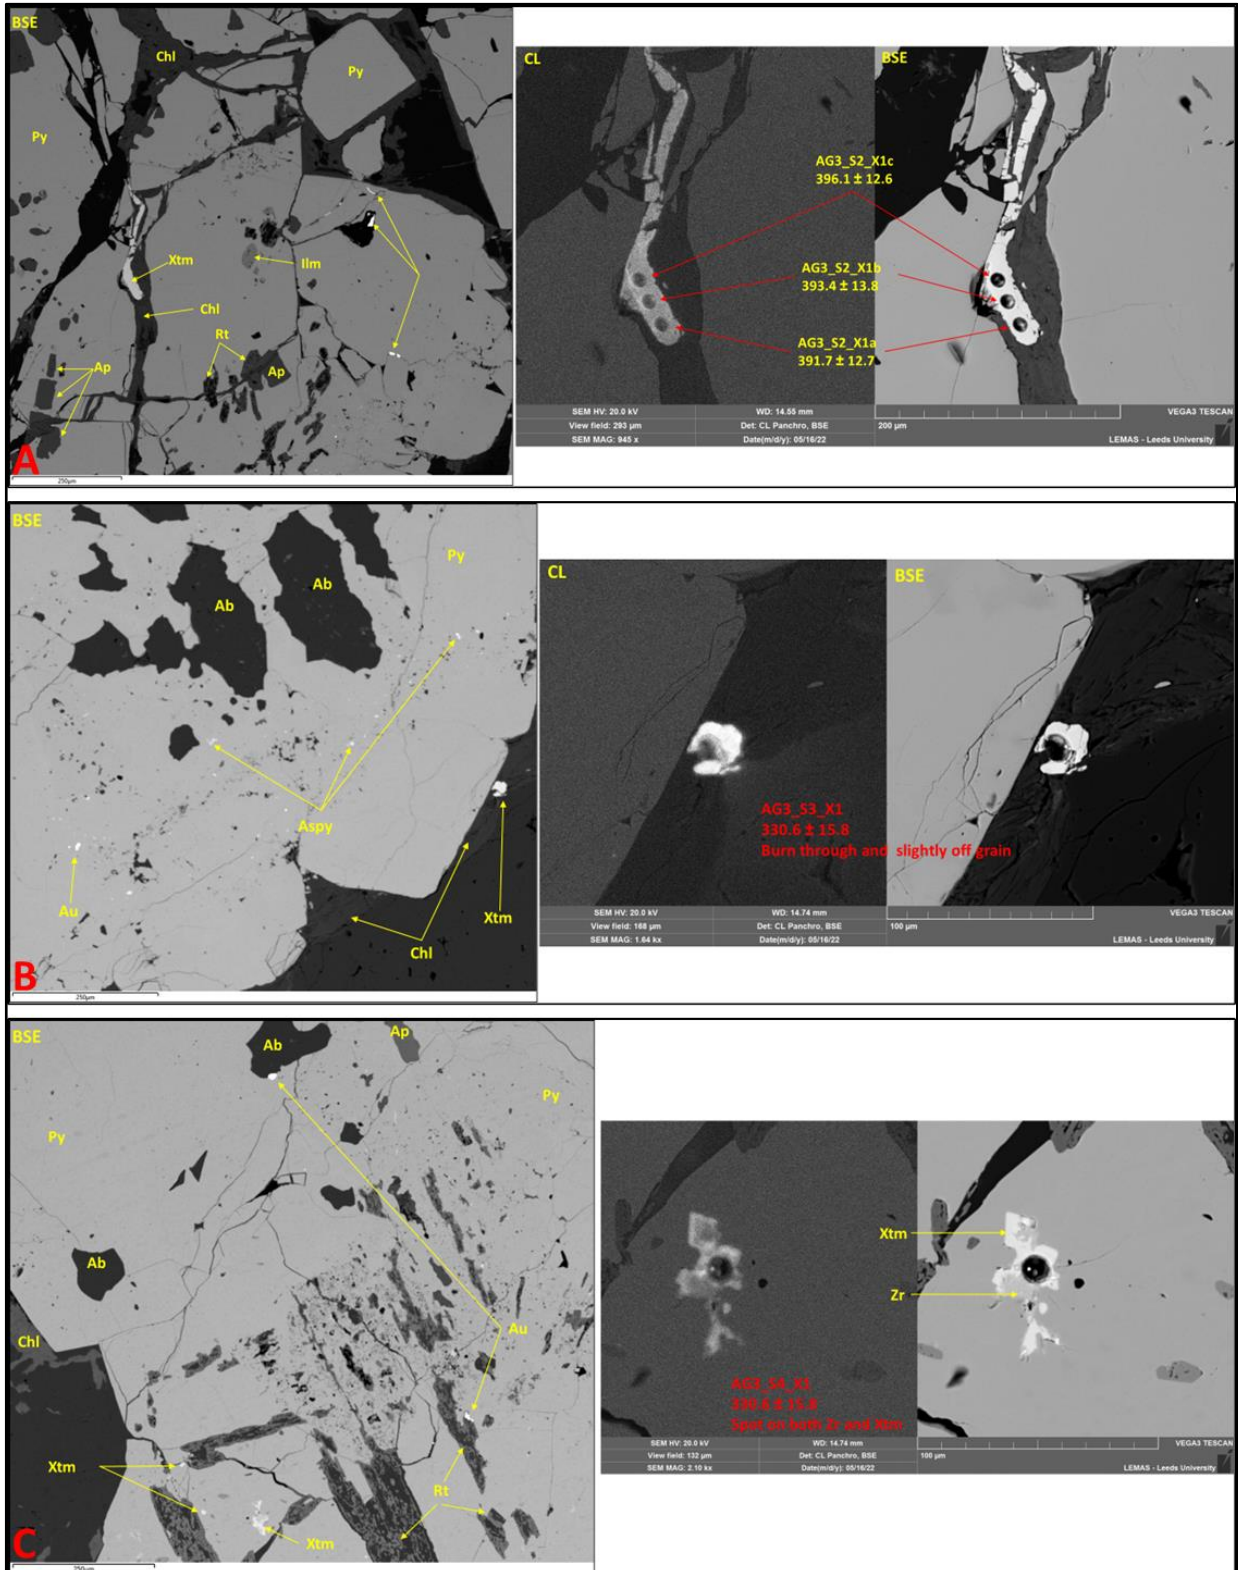 BSE
Chl
Py
Py
Xtm
Ilm
Chl
Rt
Ap
Ap
A
250μm
CL
BSE
AG3_S2_X1c
396.1 ± 12.6
AG3_S2_X1b
393.4 ± 13.8
AG3_S2_X1a
391.7 ± 12.7
SEM HV: 20.0 kV
WD: 14.55 mm
VEGA3 TESCAN
View field: 293 μm
Det: CL Panchro, BSE
200 μm
SEM MAG: 945 x
Date(m/d/y): 05/16/22
LEMAS - Leeds University
BSE
Py
Ab
Ab
Aspy
Au
Xtm
Chl
B
250μm
CL
BSE
AG3_S3_X1
330.6 ± 15.8
Burn through and slightly off grain
SEM HV: 20.0 kV
WD: 14.74 mm
VEGA3 TESCAN
View field: 168 μm
Det: CL Panchro, BSE
100 μm
SEM MAG: 1.64 kx
Date(m/d/y): 05/16/22
LEMAS - Leeds University
BSE
Ab
Ap
Py
Py
Ab
Chl
Au
Xtm
Rt
Xtm
C
250μm
Xtm
Zr
AG3_S4_X1
330.6 ± 15.8
Spot on both Zr and Xtm
SEM HV: 20.0 kV
WD: 14.74 mm
VEGA3 TESCAN
View field: 132 μm
Det: CL Panchro, BSE
100 μm
SEM MAG: 2.10 kx
Date(m/d/y): 05/16/22
LEMAS - Leeds University